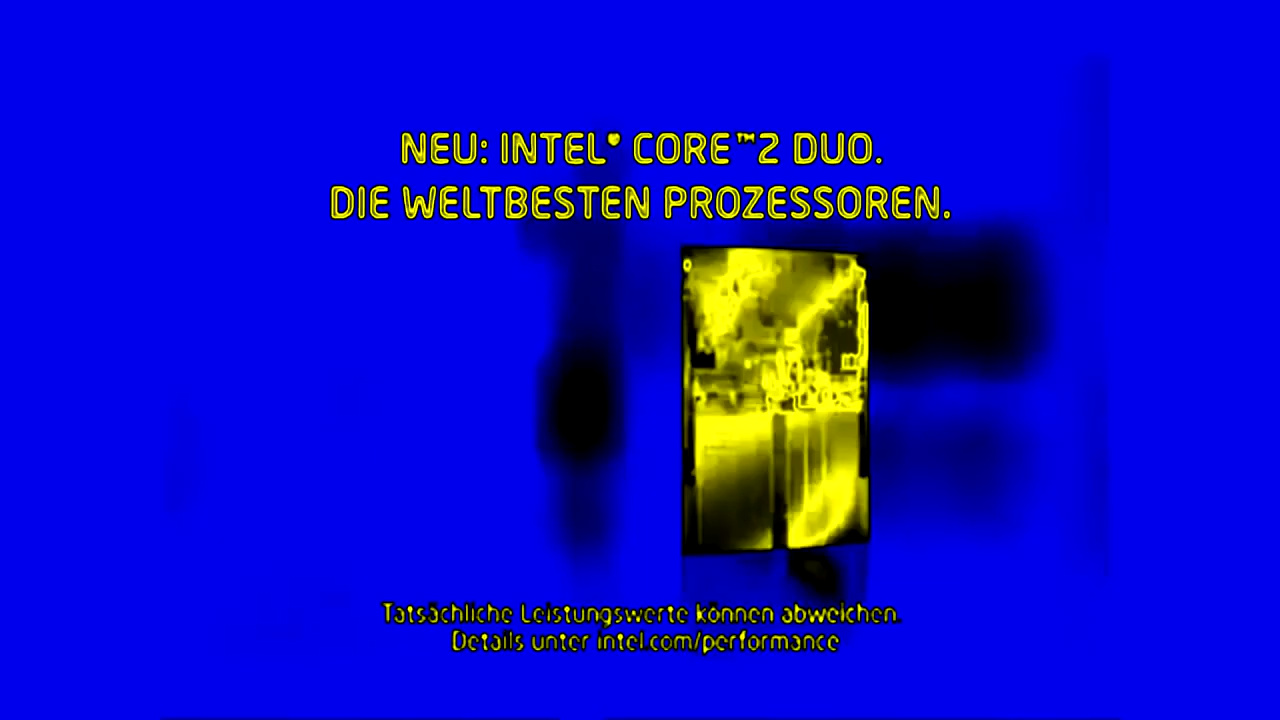 NEU: INTEL® CORE™2 DUO.
DIE WELTBESTEN PROZESSOREN.
Tatsächliche Leistungswerte können abweichen.
Details unter intel.com/performance